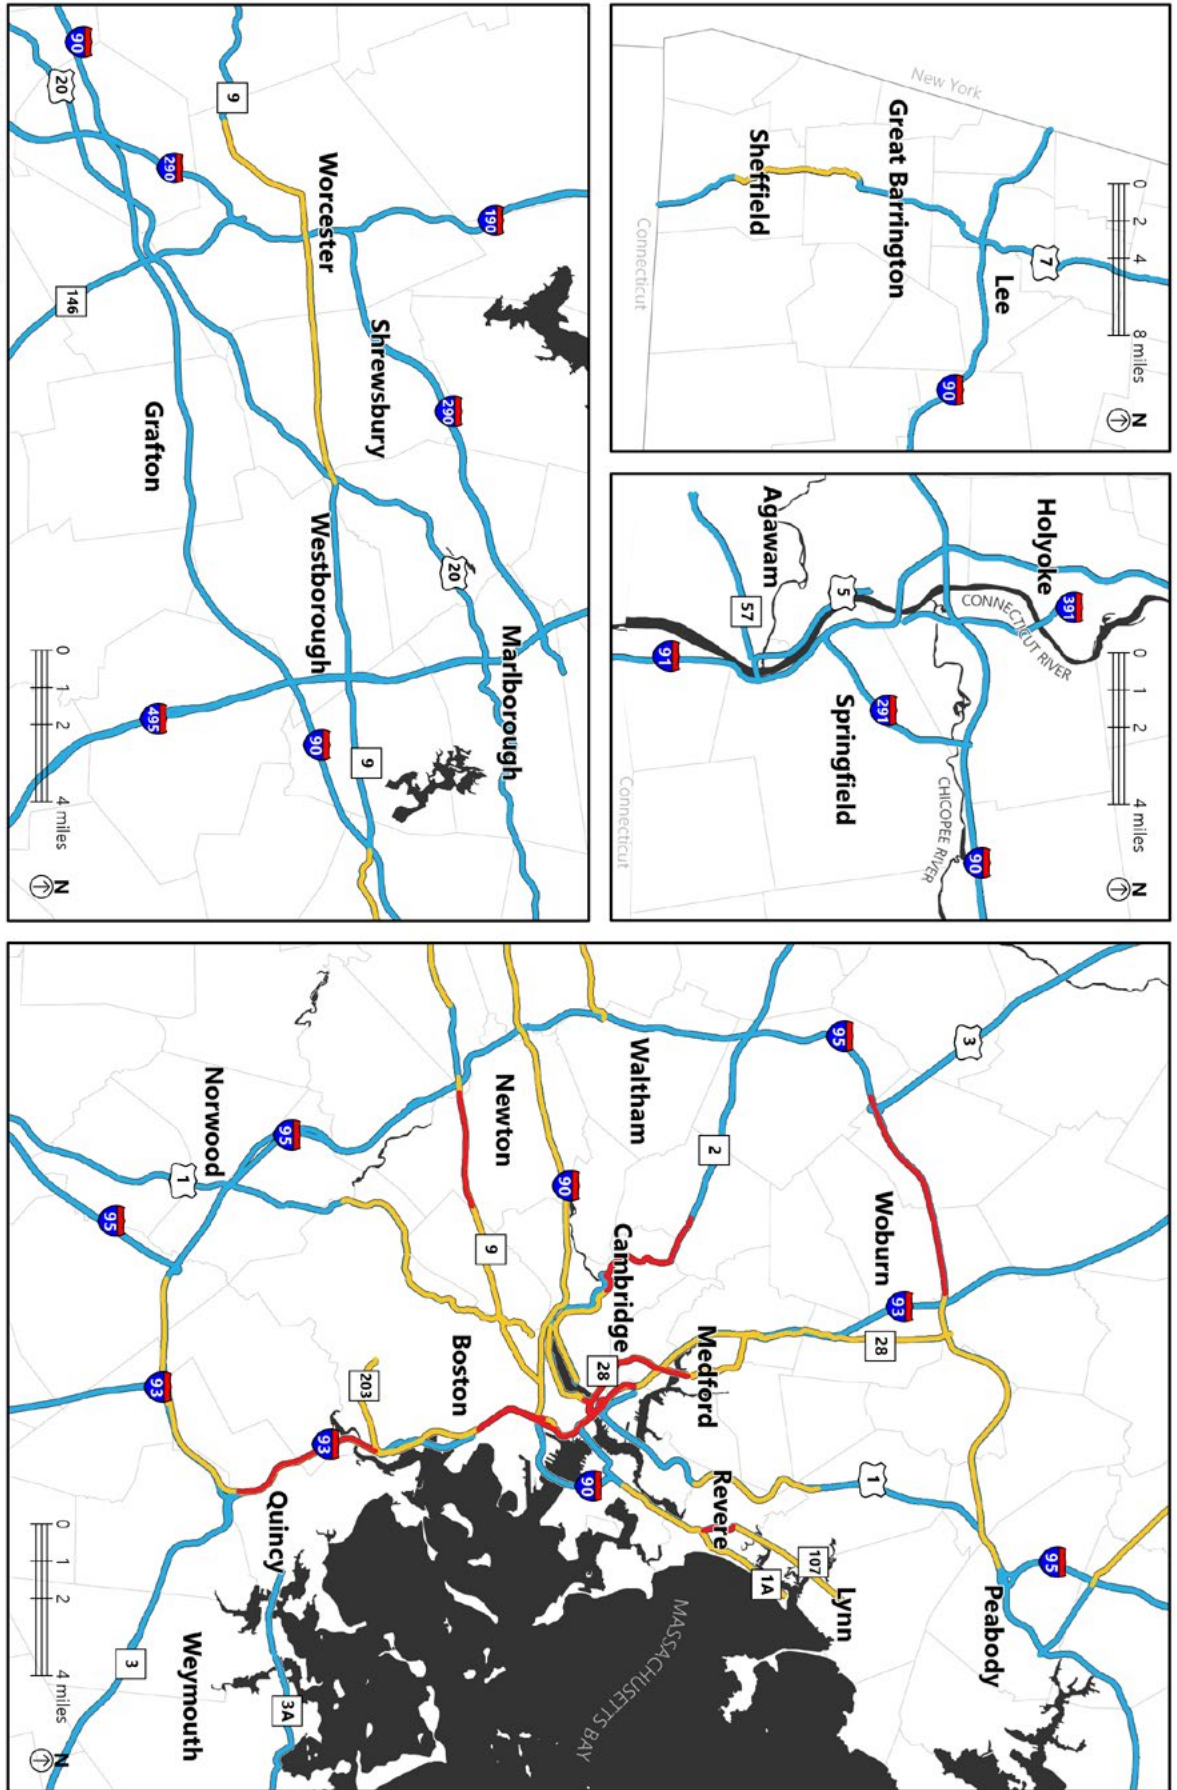 New York
Great Barrington
Sheffield
Lee
7
90
Connecticut
0 2 4 8 miles
N
Holyoke
391
CONNECTICUT RIVER
Agawam
5
57
91
291
Springfield
CHICOPEE RIVER
90
Connecticut
0 1 2 4 miles
N
90
20
9
290
Worcester
190
146
Shrewsbury
290
Grafton
Westborough
20
Marlborough
495
90
9
0 1 2 4 miles
N
3
95
Waltham
Newton
Norwood
95
1
95
2
90
Woburn
93
28
Cambridge
9
Medford
28
Boston
203
93
93
1
Revere
90
107
1A
Lynn
95
Peabody
Quincy
MASSACHUSETTS BAY
3
Weymouth
3A
0 1 2 4 miles
N